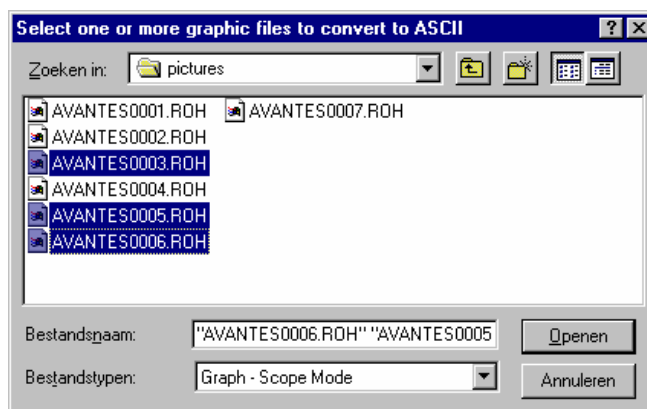 Select one or more graphic files to convert to ASCII
Zoeken in: pictures
AVANTES0001.ROH AVANTES0007.ROH
AVANTES0002.ROH
AVANTES0003.ROH
AVANTES0004.ROH
AVANTES0005.ROH
AVANTES0006.ROH
Bestandsnaam: "AVANTES0006.ROH" "AVANTES0005 Openen
Bestandstypen: Graph - Scope Mode Annuleren